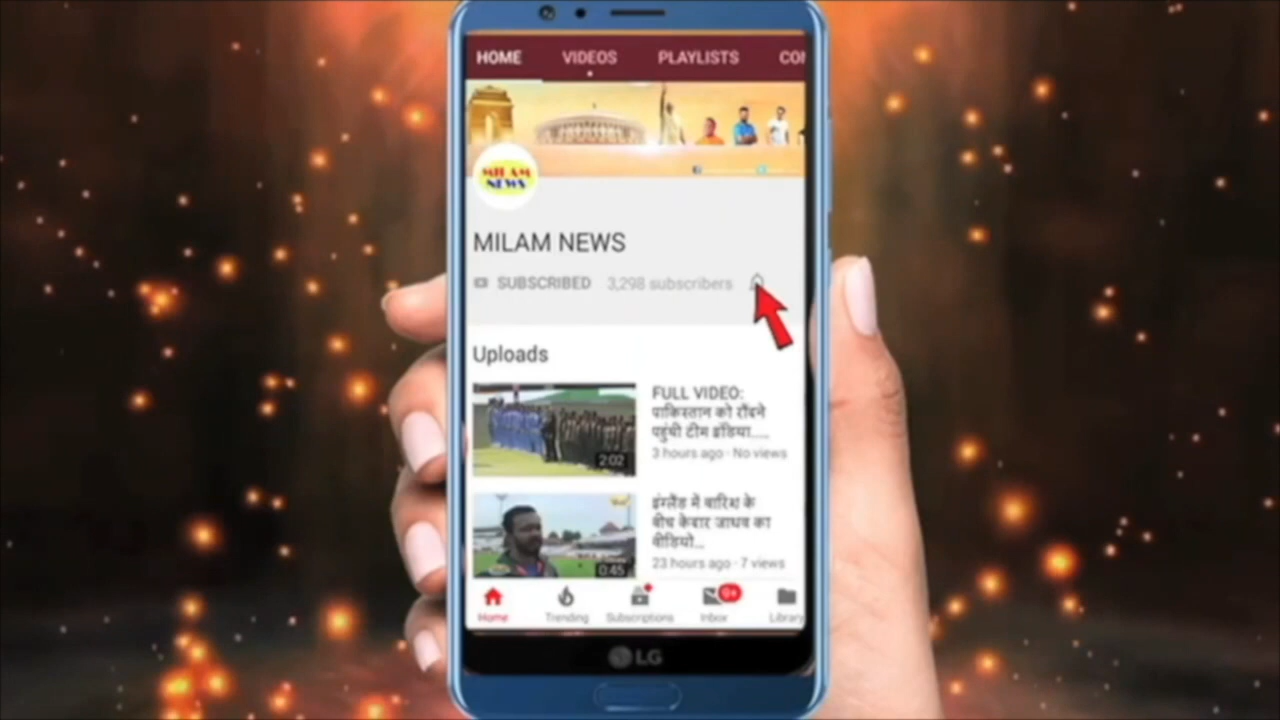 HOME VIDEOS PLAYLISTS
MILAM
NEWS
MILAM NEWS
SUBSCRIBED 3,298 subscribers
Uploads
FULL VIDEO:
पाकिस्तान को रौंदने
पहुंची टीम इंडिया.....
3 hours ago · No views
2:02
इंग्लैंड में बारिश के
बीच केदार जाधव का
वीडियो...
23 hours ago · 7 views
0:45
Home Trending Subscriptions Inbox Library
9+
LG